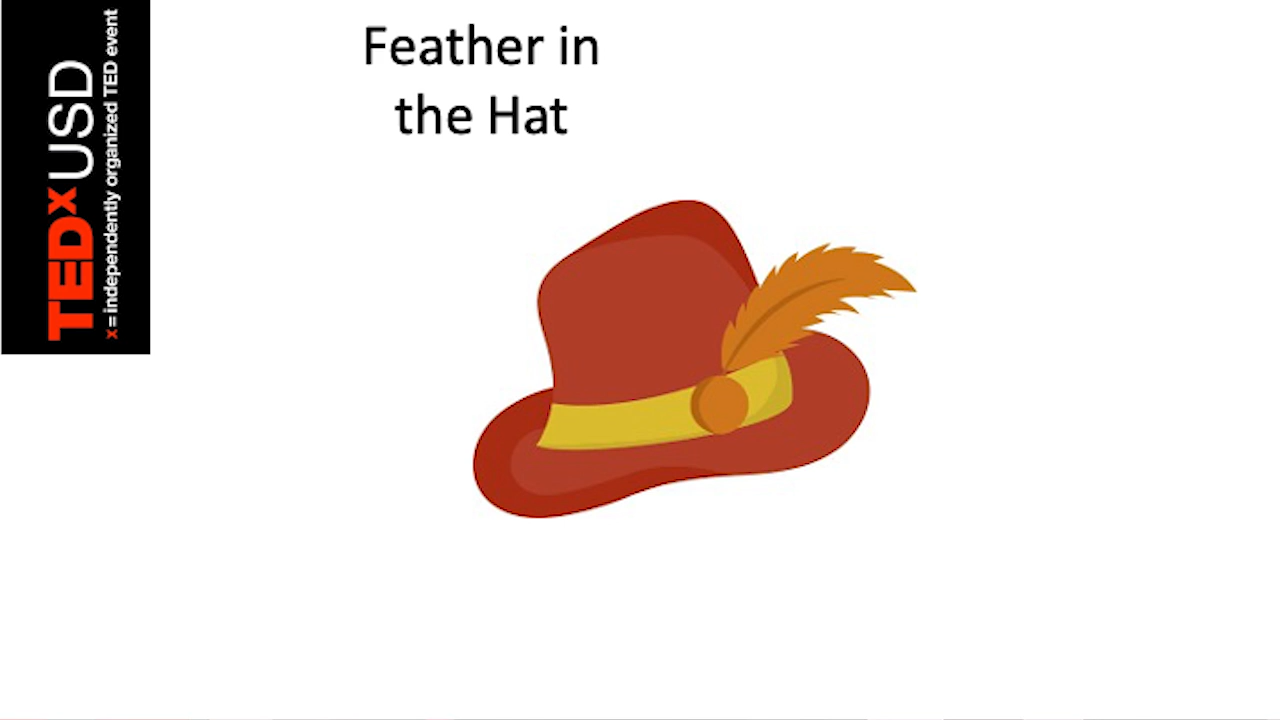 TEDxUSD
x = independently organized TED event
Feather in
the Hat